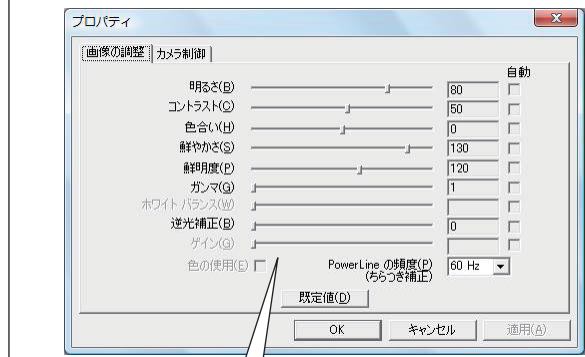 プロパティ
画像の調整 カメラ制御
自動
明るさ(B) 80
コントラスト(C) 50
色合い(H) 0
鮮やかさ(S) 130
鮮明度(P) 120
ガンマ(G) 1
ホワイト バランス(W)
逆光補正(B) 0
ゲイン(G)
色の使用(E) PowerLine の頻度(P) 60 Hz
(ちらつき補正)
既定値(D)
OK キャンセル 適用(A)